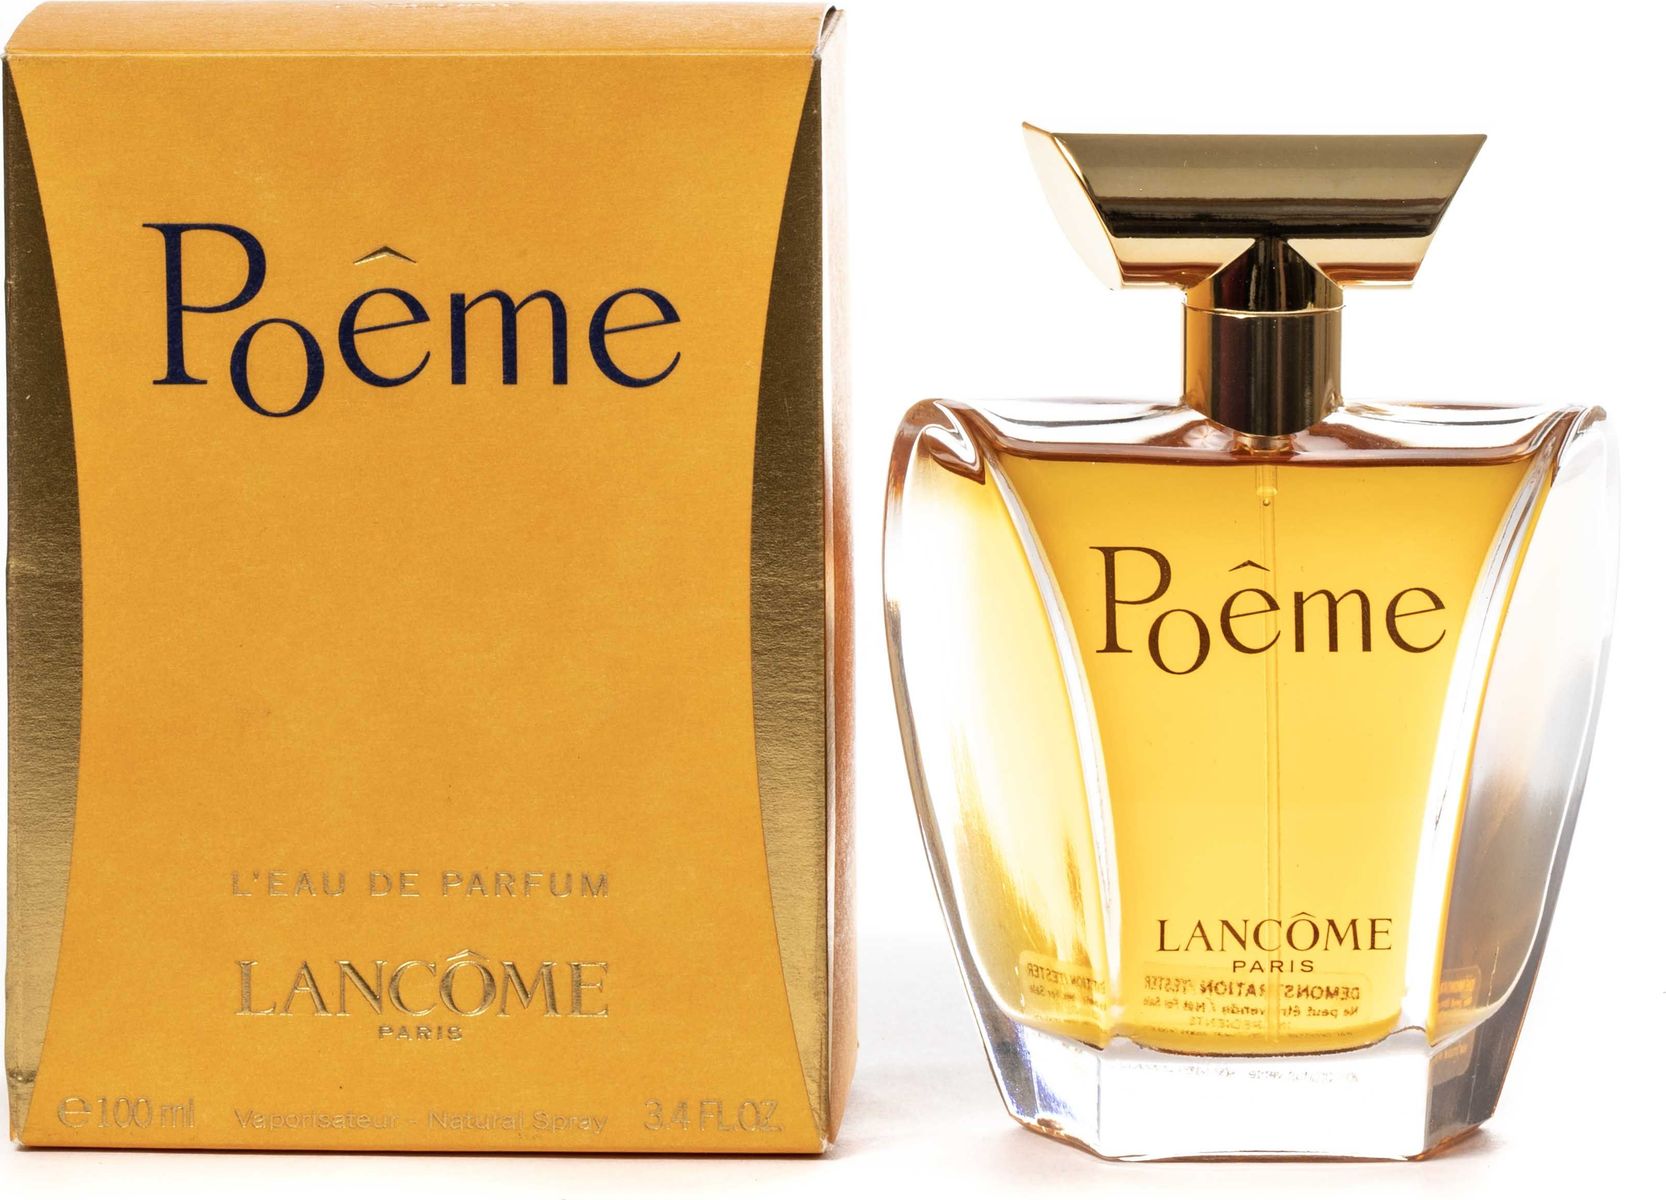 Poême
L'EAU DE PARFUM
LANCÔME
PARIS
℮100 ml Vaporisateur - Natural Spray 3.4 FL.OZ.
Poême
LANCÔME
PARIS
DEMONSTRATION / TESTER
Ne peut être vendu / Not For Sale